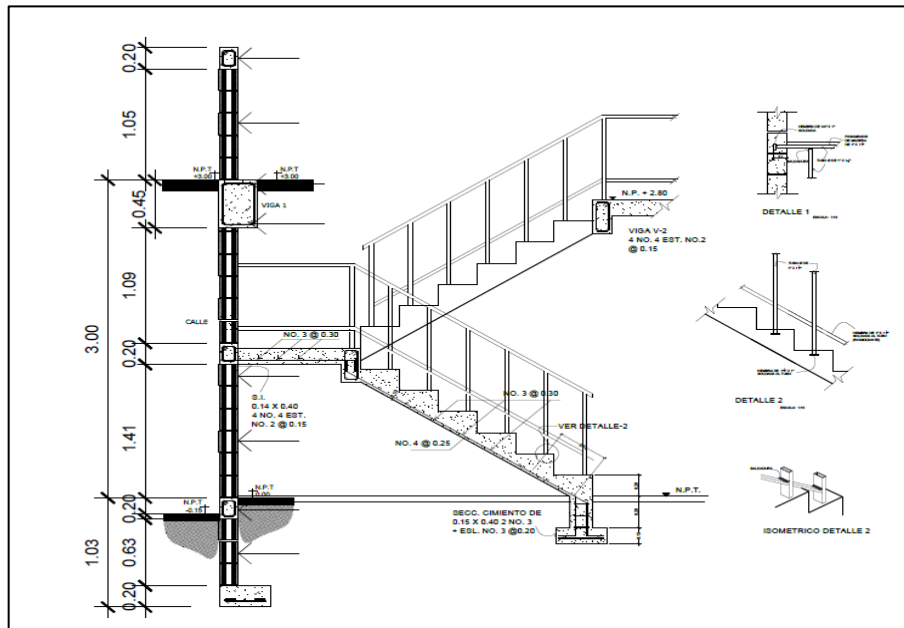 0.20
1.05
N.P.T
+3.00
N.P.T
+3.00
0.45
VIGA 1
N.P. + 2.80
VIGA V-2
4 NO. 4 EST. NO.2
@ 0.15
1.09
3.00
CALLE
NO. 3 @ 0.30
0.20
S.I.
0.14 X 0.40
4 NO. 4 EST.
NO. 2 @ 0.15
NO. 3 @ 0.30
VER DETALLE-2
NO. 4 @ 0.25
1.41
N.P.T
0.00
N.P.T.
N.P.T
-0.15
0.20
SECC. CIMIENTO DE
0.15 X 0.40 2 NO. 3
+ ESL. NO. 3 @0.20
1.03
0.63
0.20
DETALLE 1
DETALLE 2
ISOMETRICO DETALLE 2